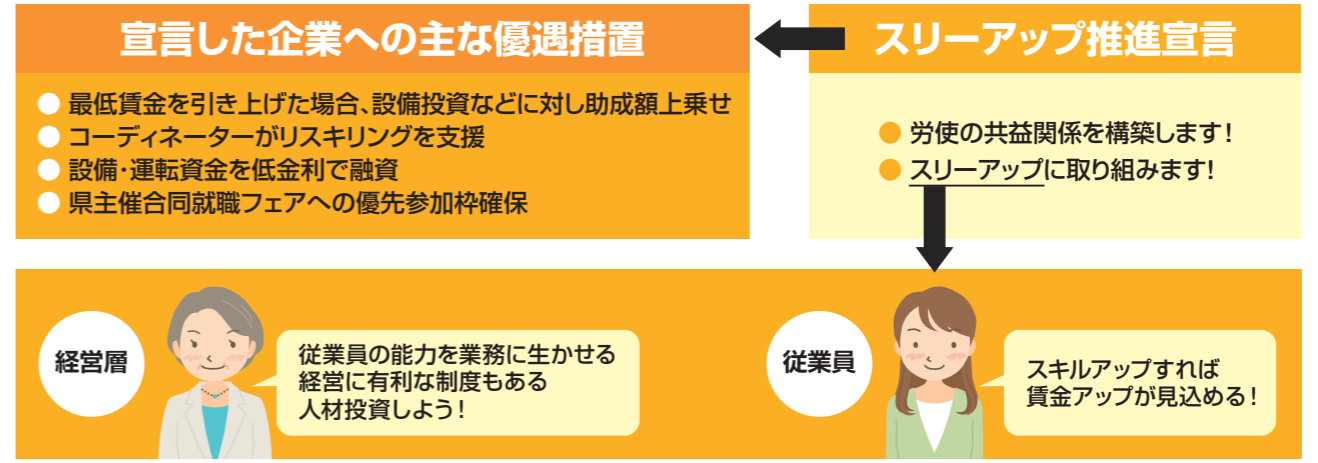 宣言した企業への主な優遇措置
● 最低賃金を引き上げた場合、設備投資などに対し助成額上乗せ
● コーディネーターがリスキリングを支援
● 設備・運転資金を低金利で融資
● 県主催合同就職フェアへの優先参加枠確保
スリーアップ推進宣言
● 労使の共益関係を構築します!
● スリーアップに取り組みます!
経営層
従業員の能力を業務に生かせる
経営に有利な制度もある
人材投資しよう!
従業員
スキルアップすれば
賃金アップが見込める!